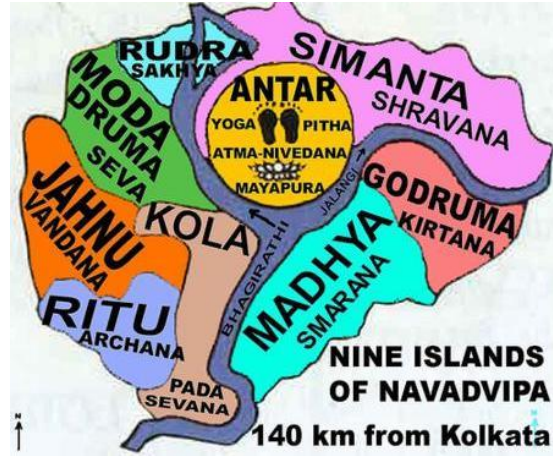 RUDRA
SAKHYA
SIMANTA
SHRAVANA
MODA
DRUMA
SEVA
ANTAR
YOGA PITHA
ATMA-NIVEDANA
MAYAPURA
JALANGI
GODRUMA
KIRTANA
JAHNU
VANDANA
KOLA
BHAGIRATHI
MADHYA
SMARANA
RITU
ARCHANA
PADA
SEVANA
NINE ISLANDS
OF NAVADVIPA
140 km from Kolkata
N
N